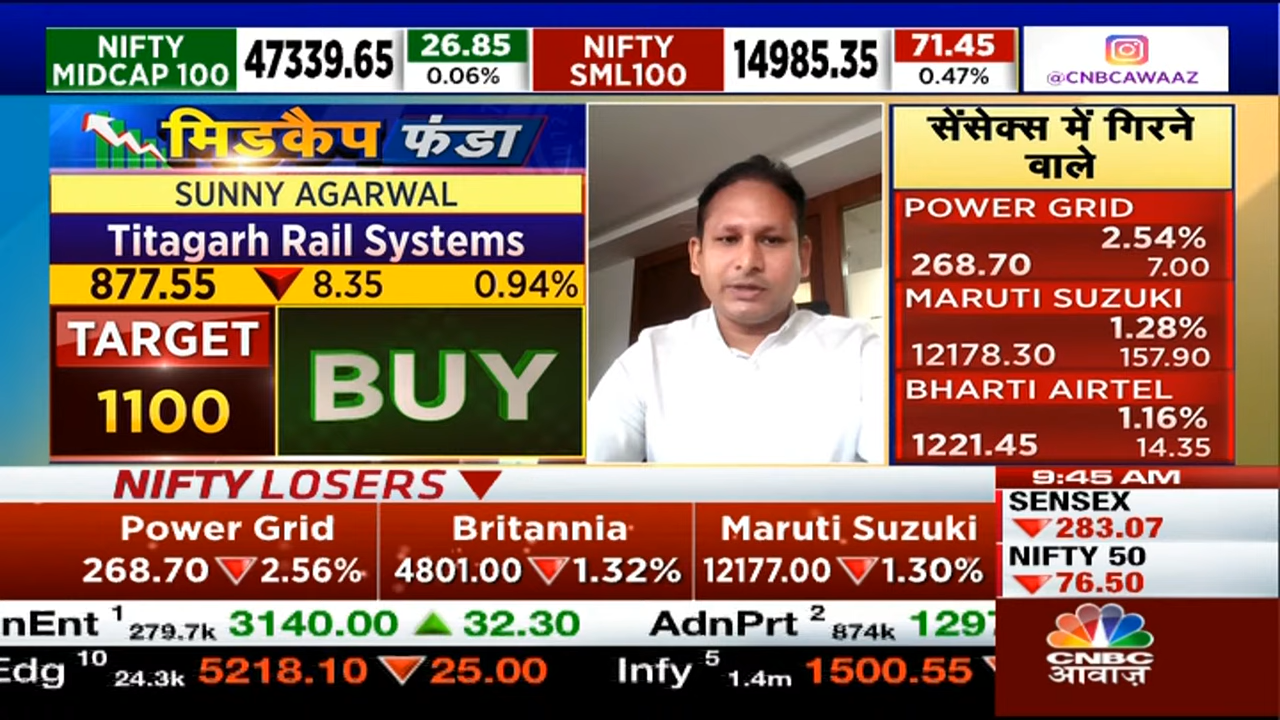 NIFTY
MIDCAP 100
47339.65
26.85
0.06%
NIFTY
SML100
14985.35
71.45
0.47%
@CNBCAWAAZ
मिडकैप फंडा
SUNNY AGARWAL
Titagarh Rail Systems
877.55 8.35 0.94%
TARGET
1100
BUY
सेंसेक्स में गिरने
वाले
POWER GRID
2.54%
268.70 7.00
MARUTI SUZUKI
1.28%
12178.30 157.90
BHARTI AIRTEL
1.16%
1221.45 14.35
NIFTY LOSERS
Power Grid
268.70 2.56%
Britannia
4801.00 1.32%
Maruti Suzuki
12177.00 1.30%
9:45 AM
SENSEX
283.07
NIFTY 50
76.50
nEnt 1 279.7k 3140.00 32.30 AdnPrt 2 874k 1297
Edg 10 24.3k 5218.10 25.00 Infy 5 1.4m 1500.55
CNBC
आवाज़